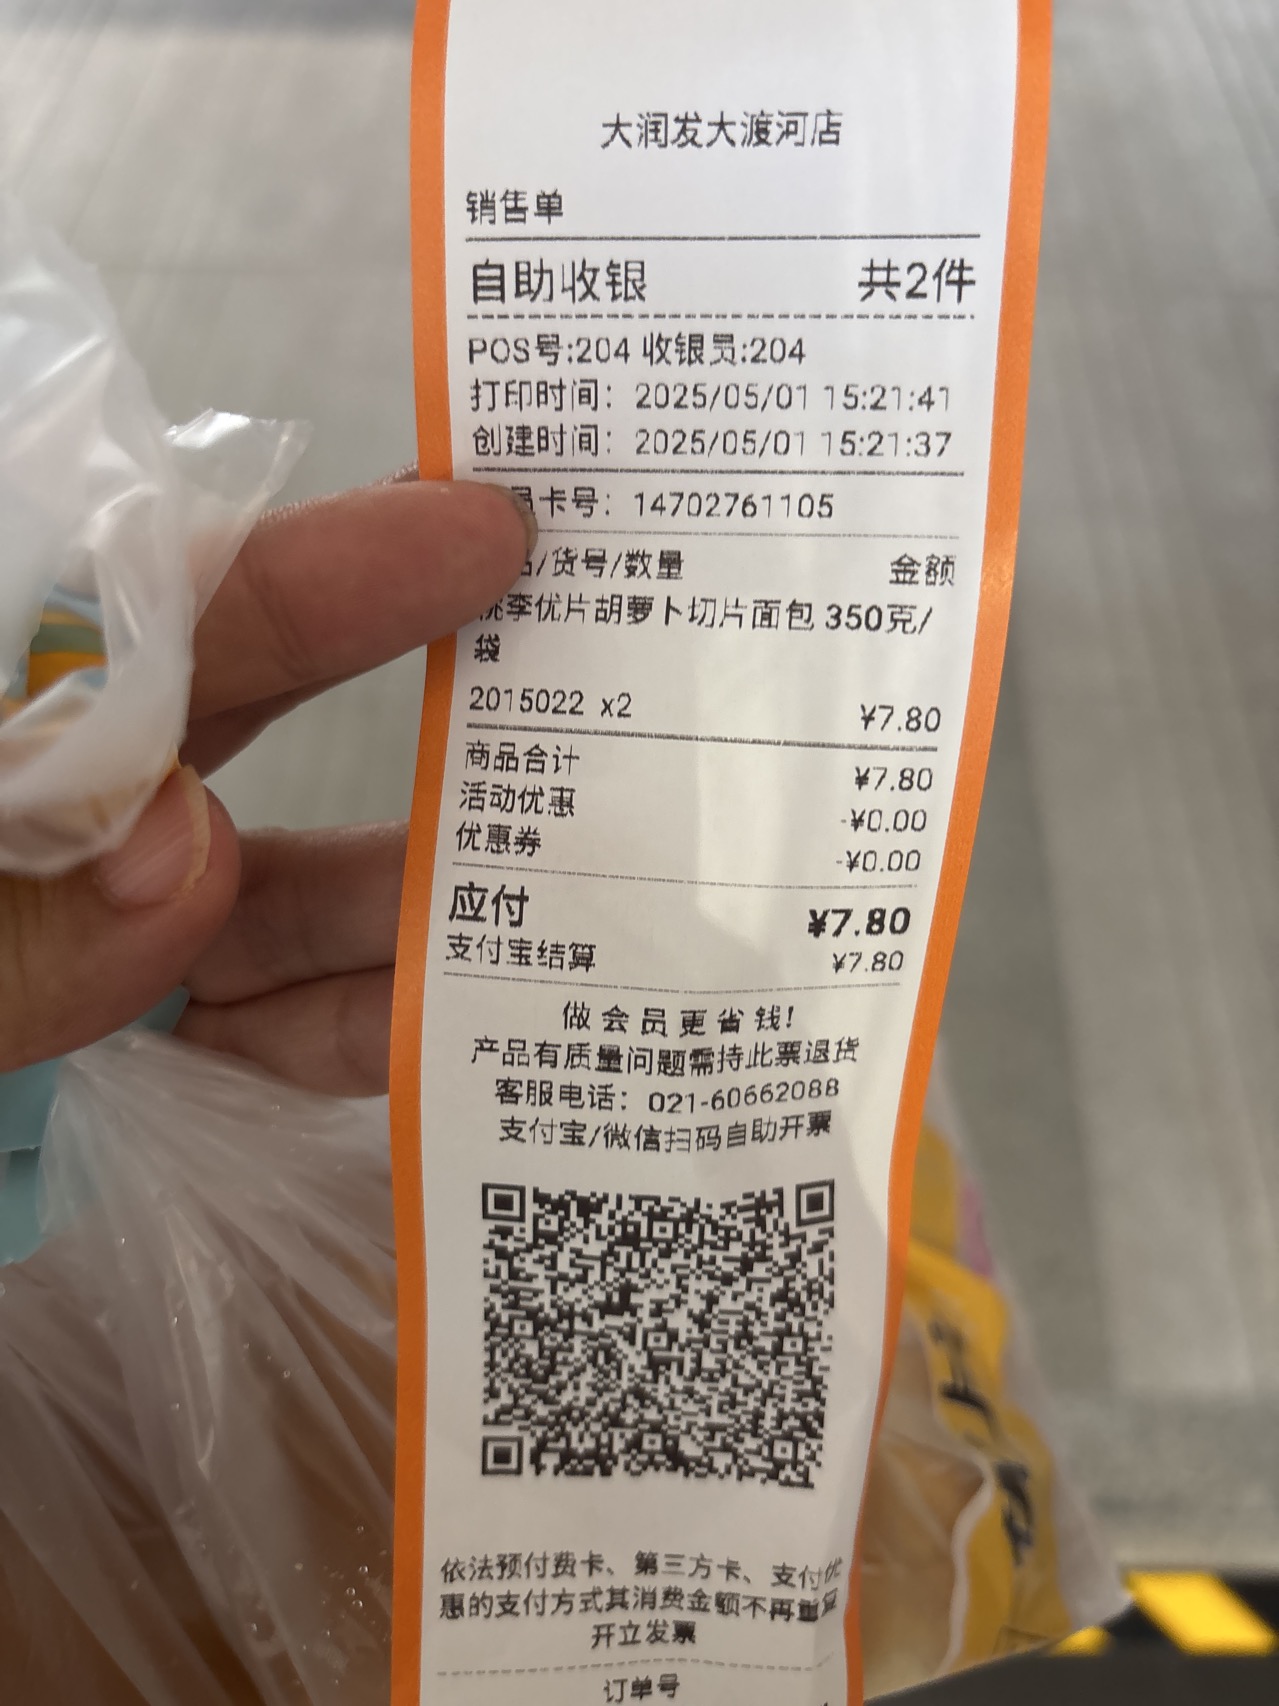 大润发大渡河店
销售单
自助收银 共2件
POS号:204 收银员:204
打印时间: 2025/05/01 15:21:41
创建时间: 2025/05/01 15:21:37
员卡号: 14702761105
品/货号/数量 金额
桃李优片胡萝卜切片面包 350克/
袋
2015022 x2 ¥7.80
商品合计 ¥7.80
活动优惠 -¥0.00
优惠券 -¥0.00
应付 ¥7.80
支付宝结算 ¥7.80
做会员更省钱!
产品有质量问题需持此票退货
客服电话: 021-60662088
支付宝/微信扫码自助开票
依法预付费卡、第三方卡、支付优
惠的支付方式其消费金额不再重复
开立发票
订单号